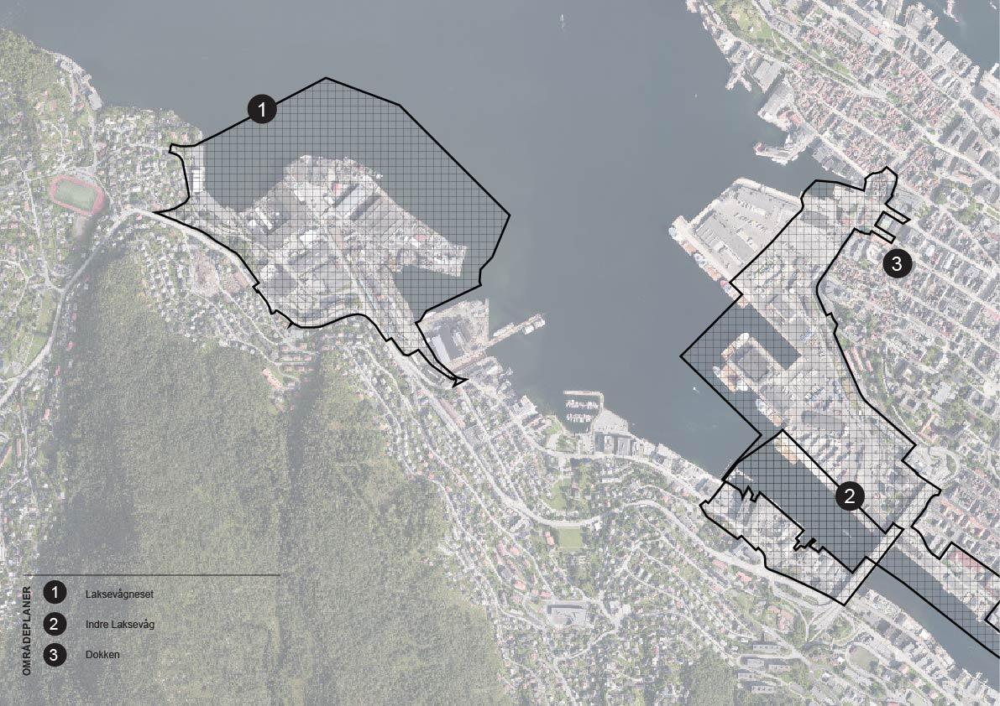 1
3
2
OMRÅDEPLANER
1 Laksevågneset
2 Indre Laksevåg
3 Dokken